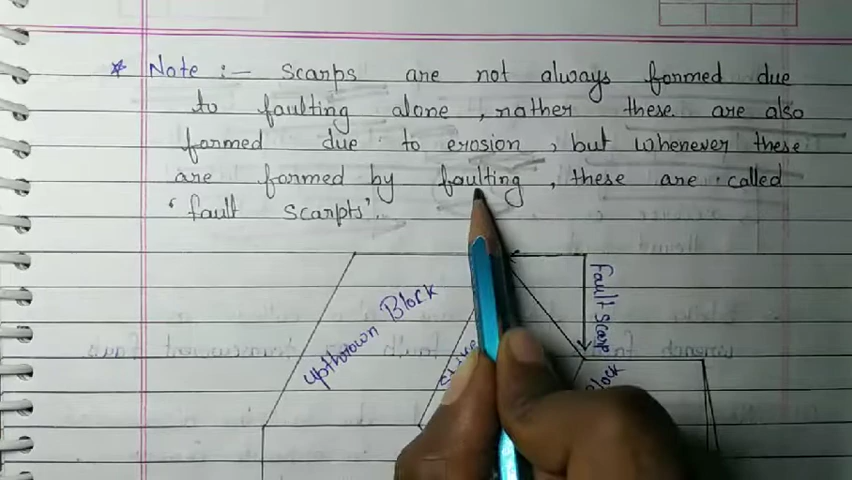 * Note :- Scarps are not always formed due
to faulting alone, rather these are also
formed due to erosion, but whenever these
are formed by faulting, these are called
'fault scarpts'.
Fault scarp
upthrown Block
Block